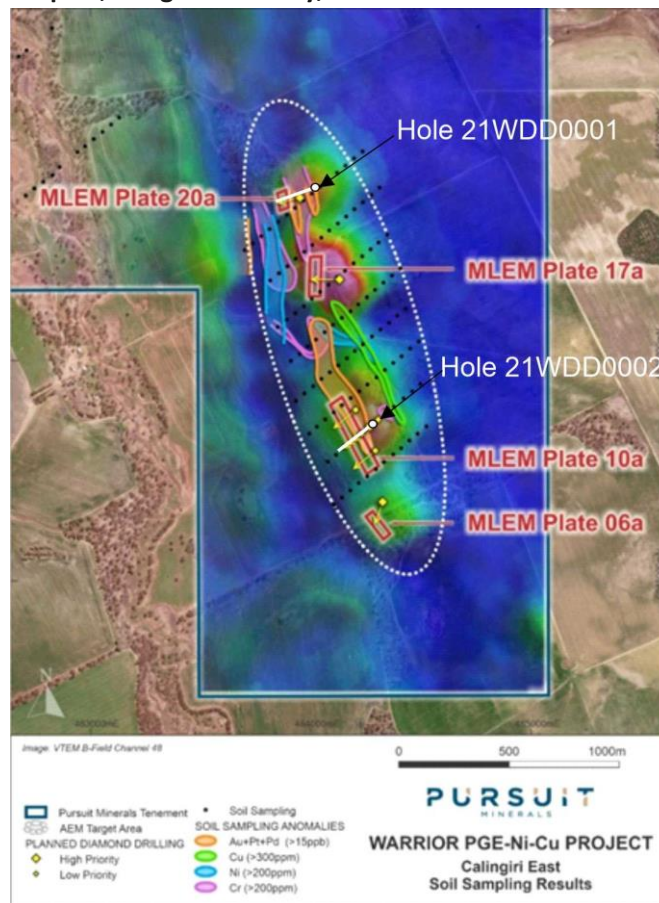 Hole 21WDD0001
MLEM Plate 20a
MLEM Plate 17a
Hole 21WDD0002
MLEM Plate 10a
MLEM Plate 06a
484000mE
485000mE
Image: VTEM B-Field Channel 48
0 500 1000m
Pursuit Minerals Tenement
AEM Target Area
PLANNED DIAMOND DRILLING
High Priority
Low Priority
Soil Sampling
SOIL SAMPLING ANOMALIES
Au+Pt+Pd (>15ppb)
Cu (>300ppm)
Ni (>200ppm)
Cr (>200ppm)
PURSUIT
MINERALS
WARRIOR PGE-Ni-Cu PROJECT
Calingiri East
Soil Sampling Results